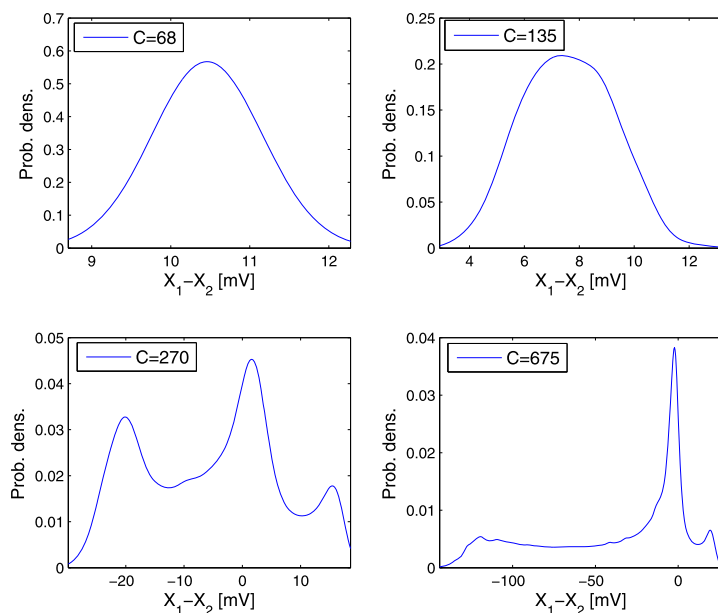 C=68
Prob. dens.
0.7
0.6
0.5
0.4
0.3
0.2
0.1
0
9 10 11 12
X_1−X_2 [mV]
C=135
Prob. dens.
0.25
0.2
0.15
0.1
0.05
0
4 6 8 10 12
X_1−X_2 [mV]
C=270
Prob. dens.
0.05
0.04
0.03
0.02
0.01
0
−20 −10 0 10
X_1−X_2 [mV]
C=675
Prob. dens.
0.04
0.03
0.02
0.01
0
−100 −50 0
X_1−X_2 [mV]